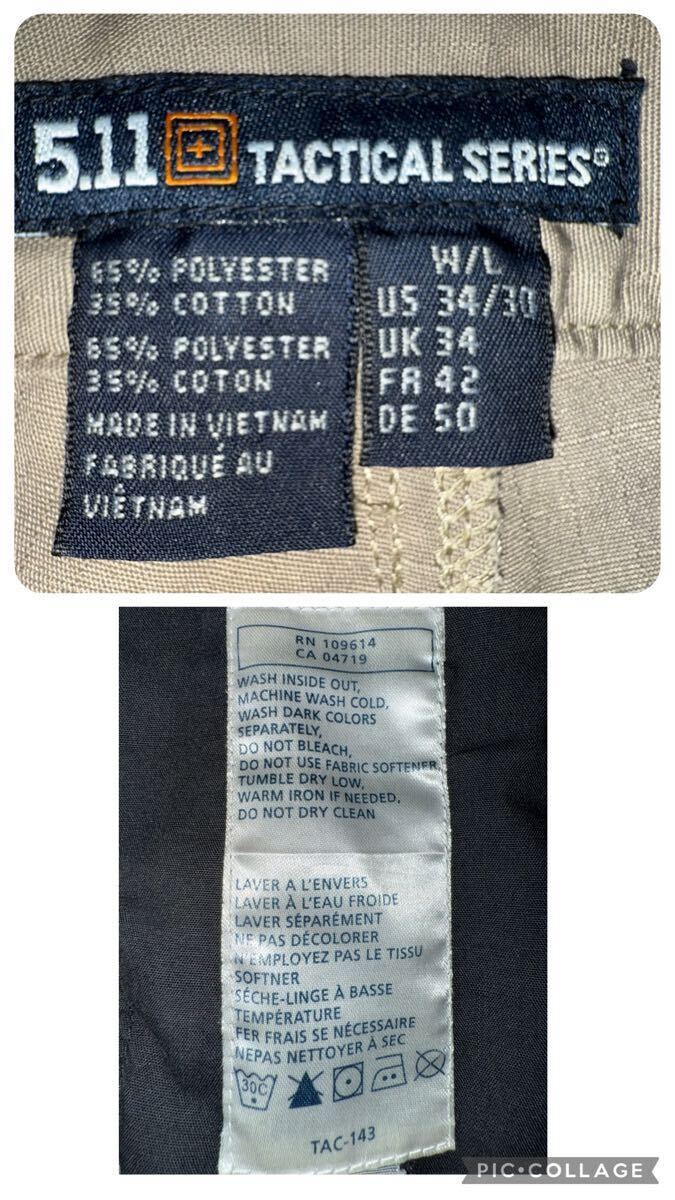 5.11 TACTICAL SERIES®
65% POLYESTER
35% COTTON
65% POLYESTER
35% COTON
MADE IN VIETNAM
FABRIQUÉ AU
VIÊTNAM
W/L
US 34/30
UK 34
FR 42
DE 50
RN 109614
CA 04719
WASH INSIDE OUT,
MACHINE WASH COLD,
WASH DARK COLORS
SEPARATELY,
DO NOT BLEACH,
DO NOT USE FABRIC SOFTENER
TUMBLE DRY LOW,
WARM IRON IF NEEDED,
DO NOT DRY CLEAN
LAVER A L'ENVERS
LAVER À L'EAU FROIDE
LAVER SÉPARÉMENT
NE PAS DÉCOLORER
N'EMPLOYEZ PAS LE TISSU
SOFTNER
SÉCHE-LINGE À BASSE
TEMPÉRATURE
FER FRAIS SE NÉCESSAIRE
NEPAS NETTOYER À SEC
30C
TAC-143
PIC•COLLAGE